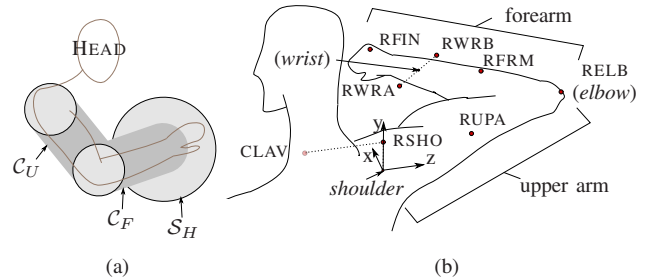 HEAD
C_U
C_F
S_H
(a)
forearm
RFIN
RWRB
(wrist)
RFRM
RELB
(elbow)
RWRA
RUPA
y
RSHO
CLAV
x
z
shoulder
upper arm
(b)